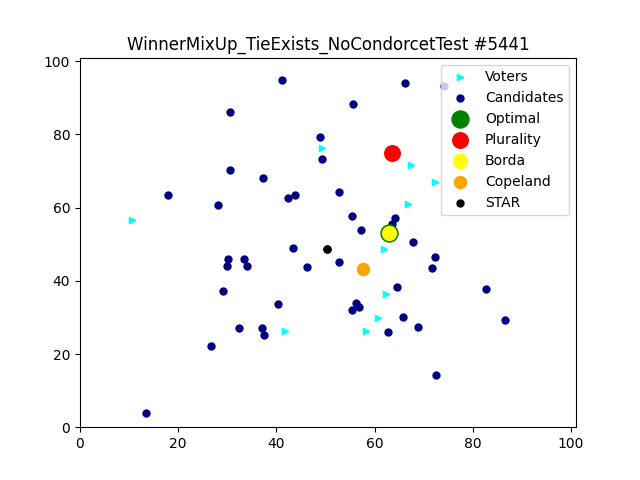 WinnerMixUp_TieExists_NoCondorcetTest #5441
100
80
60
40
20
0
0
20
40
60
80
100
Voters
Candidates
Optimal
Plurality
Borda
Copeland
STAR